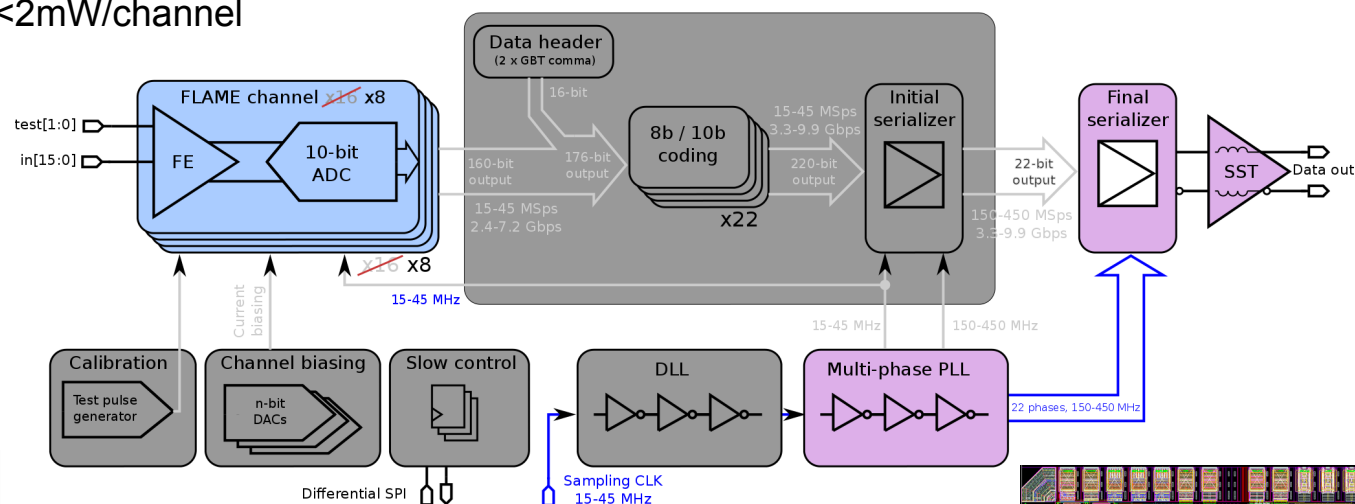 <2mW/channel
Data header
(2 x GBT comma)
16-bit
FLAME channel x16 x8
test[1:0]
in[15:0]
FE
10-bit
ADC
160-bit
output
176-bit
output
15-45 MSps
2.4-7.2 Gbps
8b / 10b
coding
x22
15-45 MSps
3.3-9.9 Gbps
220-bit
output
Initial
serializer
22-bit
output
150-450 MSps
3.3-9.9 Gbps
Final
serializer
SST
Data out
x16 x8
15-45 MHz
Current
biasing
15-45 MHz
150-450 MHz
Calibration
Test pulse
generator
Channel biasing
n-bit
DACs
Slow control
DLL
Multi-phase PLL
22 phases, 150-450 MHz
Differential SPI
Sampling CLK
15-45 MHz